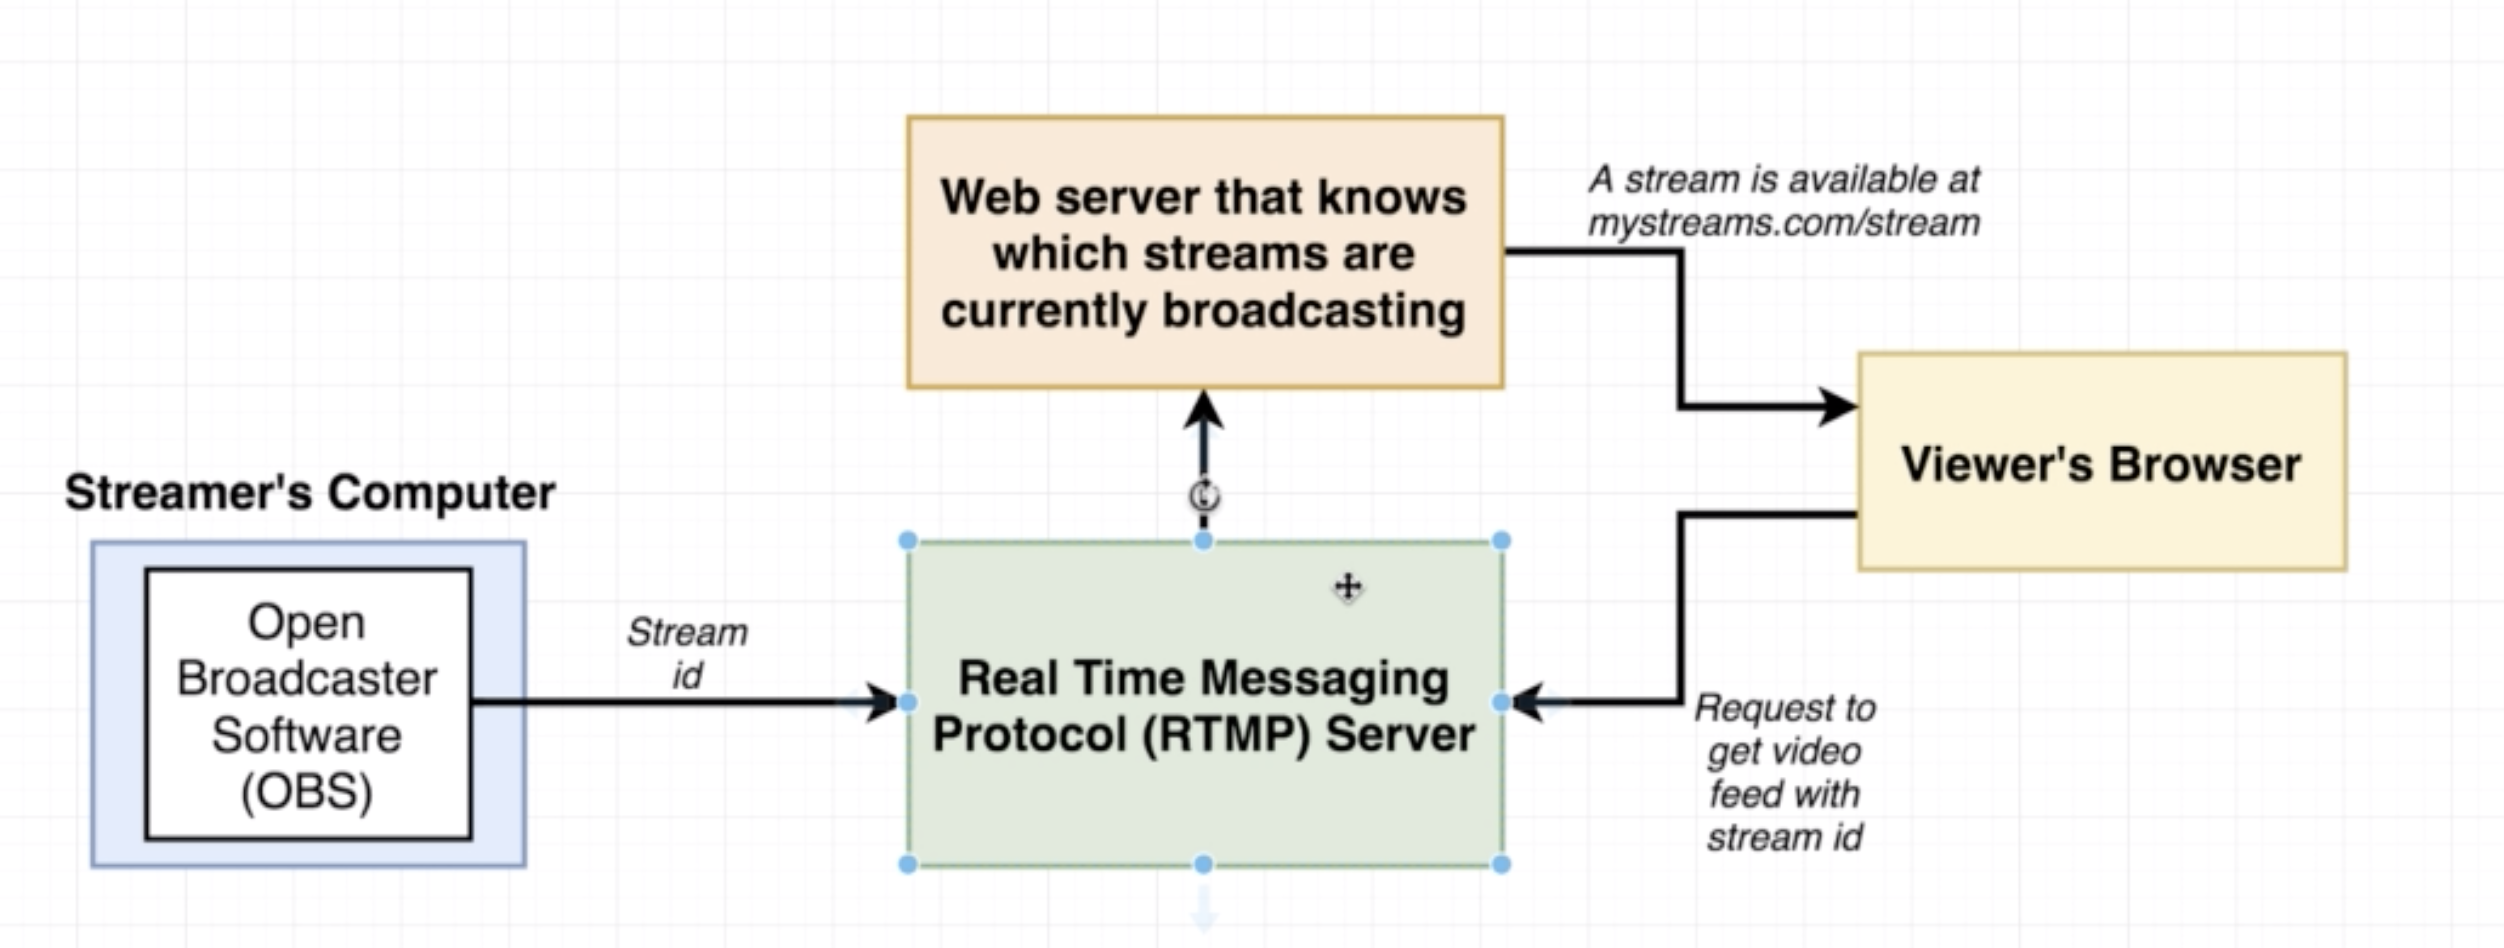 Web server that knows
which streams are
currently broadcasting
A stream is available at
mystreams.com/stream
Viewer's Browser
Streamer's Computer
Open
Broadcaster
Software
(OBS)
Stream
id
Real Time Messaging
Protocol (RTMP) Server
Request to
get video
feed with
stream id